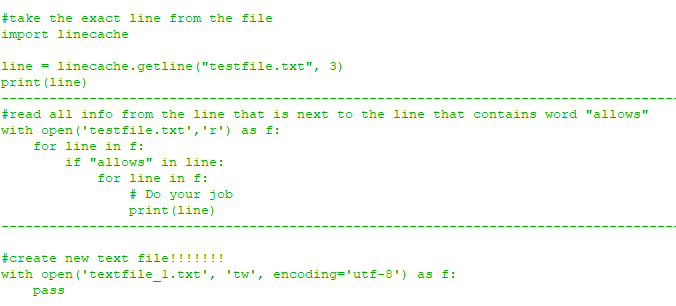 #take the exact line from the file
import linecache
line = linecache.getline("testfile.txt", 3)
print(line)
-------------------------------------------------------------------------------------
#read all info from the line that is next to the line that contains word "allows"
with open('testfile.txt','r') as f:
    for line in f:
        if "allows" in line:
            for line in f:
                # Do your job
                print(line)
-------------------------------------------------------------------------------------
#create new text file!!!!!!!
with open('textfile_1.txt', 'tw', encoding='utf-8') as f:
    pass